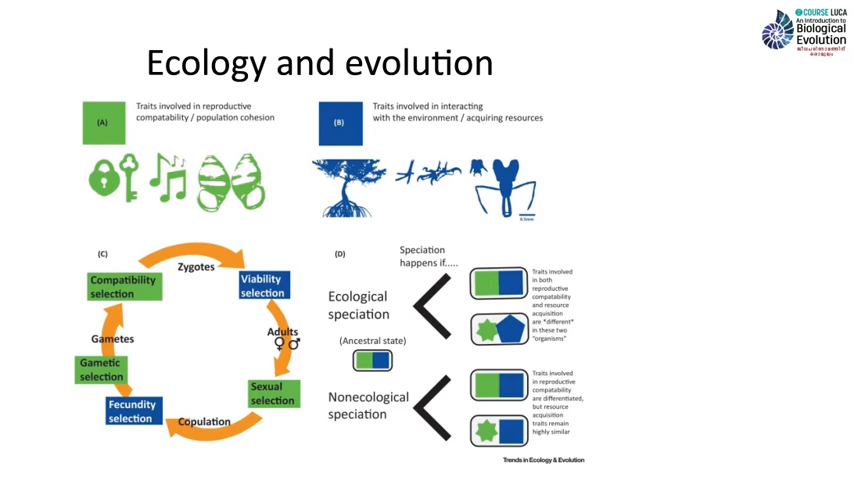 COURSE LUCA
An Introduction to
Biological
Evolution
Ecology and evolution
(A)
Traits involved in reproductive
compatability / population cohesion
(B)
Traits involved in interacting
with the environment / acquiring resources
0.5mm
(C)
Zygotes
Compatibility
selection
Viability
selection
Gametes
Adults
♀ ♂
Gametic
selection
Sexual
selection
Fecundity
selection
Copulation
(D)
Speciation
happens if.....
Ecological
speciation
(Ancestral state)
Nonecological
speciation
Traits involved
in both
reproductive
compatability
and resource
acquisition
are *different*
in these two
"organisms"
Traits involved
in reproductive
compatability
are differentiated,
but resource
acquisition
traits remain
highly similar
Trends in Ecology & Evolution